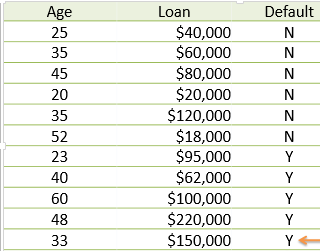 Age Loan Default
25 $40,000 N
35 $60,000 N
45 $80,000 N
20 $20,000 N
35 $120,000 N
52 $18,000 N
23 $95,000 Y
40 $62,000 Y
60 $100,000 Y
48 $220,000 Y
33 $150,000 Y